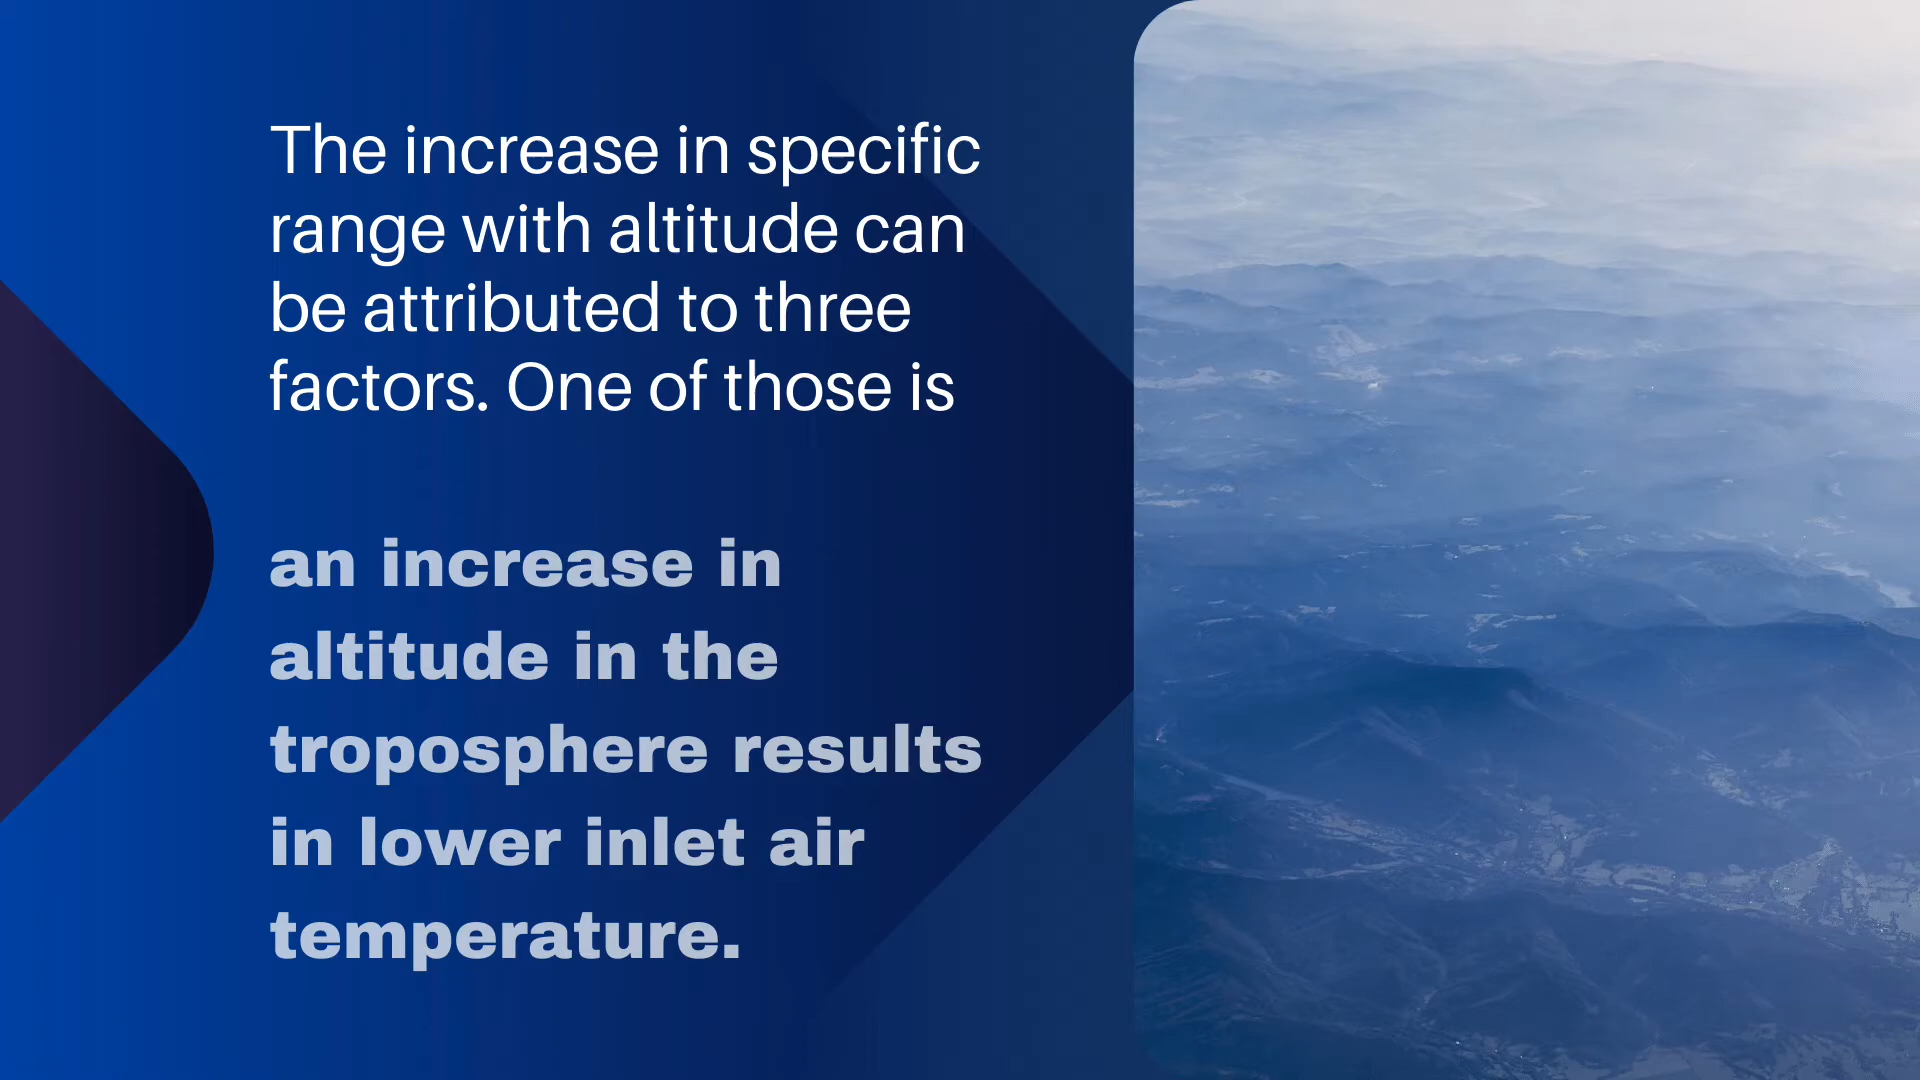 The increase in specific
range with altitude can
be attributed to three
factors. One of those is
an increase in
altitude in the
troposphere results
in lower inlet air
temperature.